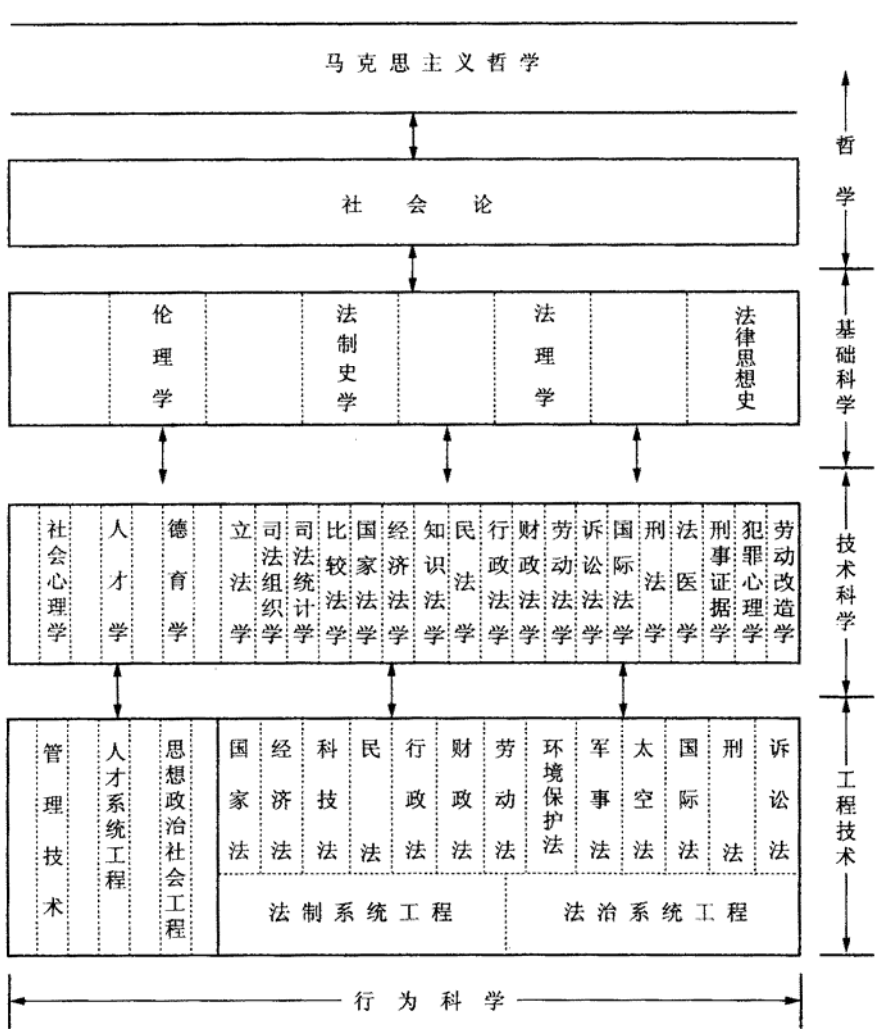 马克思主义哲学
社会论
伦理学
法制史学
法理学
法律思想史
社会心理学
人才学
德育学
立法学
司法组织学
司法统计学
比较法学
国家法学
经济法学
知识法学
民法学
行政法学
财政法学
劳动法学
诉讼法学
国际法学
刑法学
法医学
刑事证据学
犯罪心理学
劳动改造学
管理技术
人才系统工程
思想政治社会工程
国家法
经济法
科技法
民法
行政法
财政法
劳动法
环境保护法
军事法
太空法
国际法
刑法
诉讼法
法制系统工程
法治系统工程
行为科学
哲学
基础科学
技术科学
工程技术